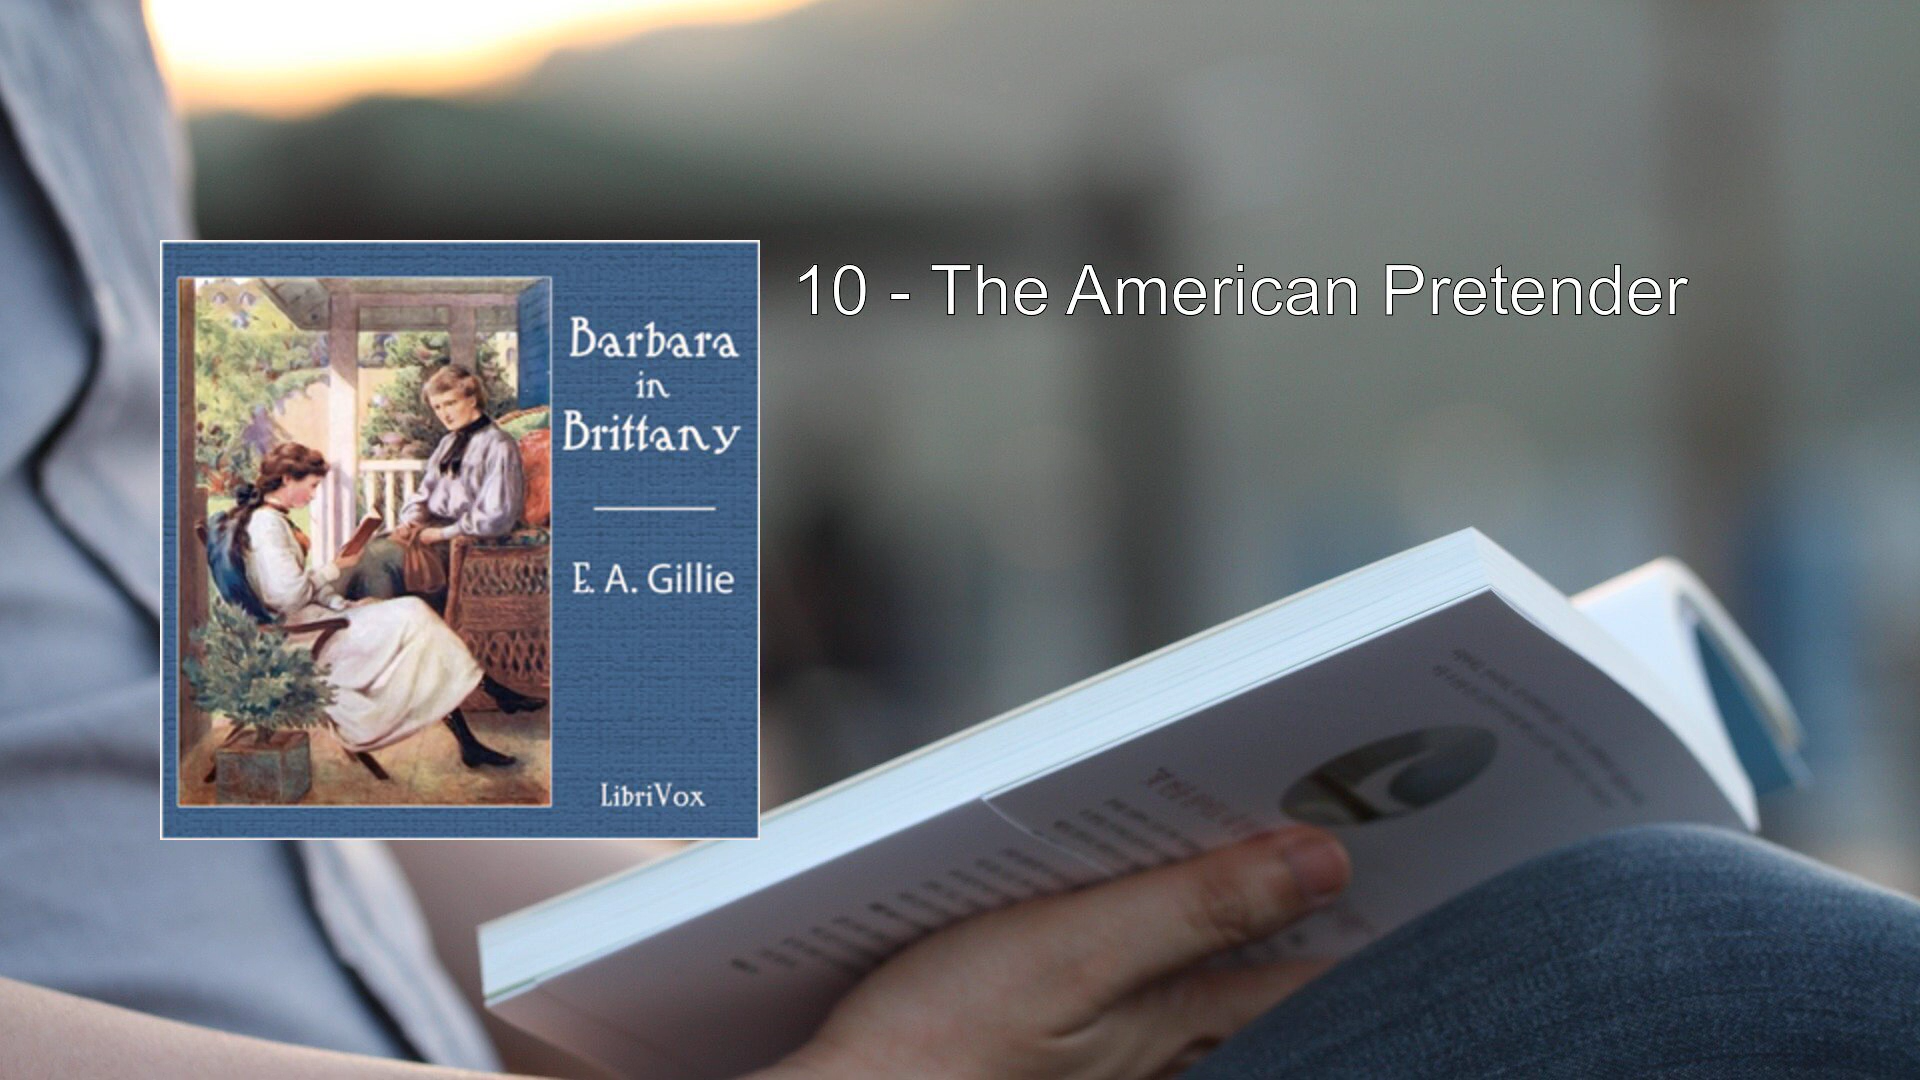 10 - The American Pretender
Barbara
in
Brittany
E. A. Gillie
LibriVox